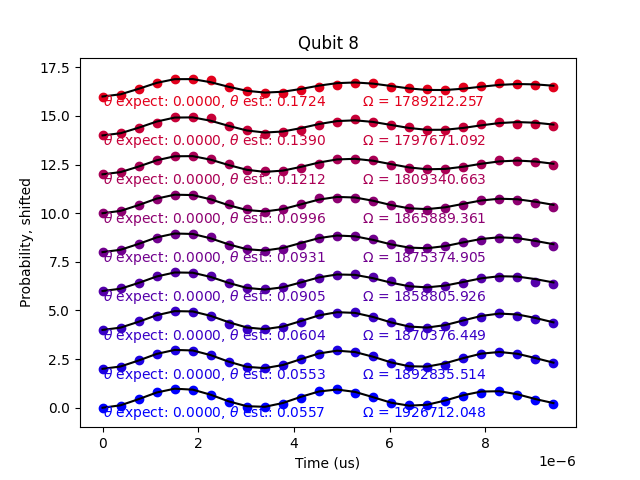 Qubit 8
Probability, shifted
17.5
15.0
12.5
10.0
7.5
5.0
2.5
0.0
θ expect: 0.0000, θ est.: 0.1724 Ω = 1789212.257
θ expect: 0.0000, θ est.: 0.1390 Ω = 1797671.092
θ expect: 0.0000, θ est.: 0.1212 Ω = 1809340.663
θ expect: 0.0000, θ est.: 0.0996 Ω = 1865889.361
θ expect: 0.0000, θ est.: 0.0931 Ω = 1875374.905
θ expect: 0.0000, θ est.: 0.0905 Ω = 1858805.926
θ expect: 0.0000, θ est.: 0.0604 Ω = 1870376.449
θ expect: 0.0000, θ est.: 0.0553 Ω = 1892835.514
θ expect: 0.0000, θ est.: 0.0557 Ω = 1926712.048
0 2 4 6 8
1e−6
Time (us)